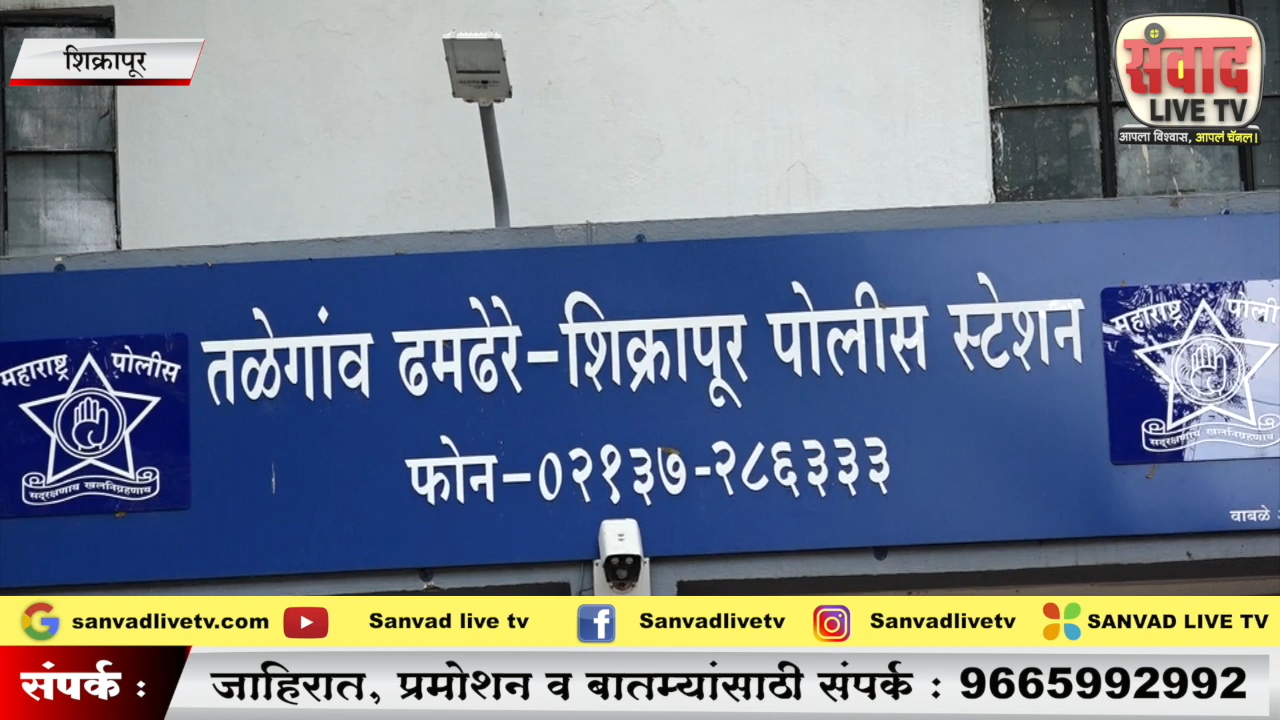 शिक्रापूर
संवाद
LIVE TV
आपला विश्वास, आपलं चॅनल।
तळेगांव ढमढेरे-शिक्रापूर पोलीस स्टेशन
फोन-०२१३७-२८६३३३
महाराष्ट्र पोलीस
सद्रक्षणाय खलनिग्रहणाय
महाराष्ट्र पोली
सद्रक्षणाय खलनिग्रहणाय
वाबळे
sanvadlivetv.com Sanvad live tv Sanvadlivetv Sanvadlivetv SANVAD LIVE TV
संपर्क : जाहिरात, प्रमोशन व बातम्यांसाठी संपर्क : 9665992992